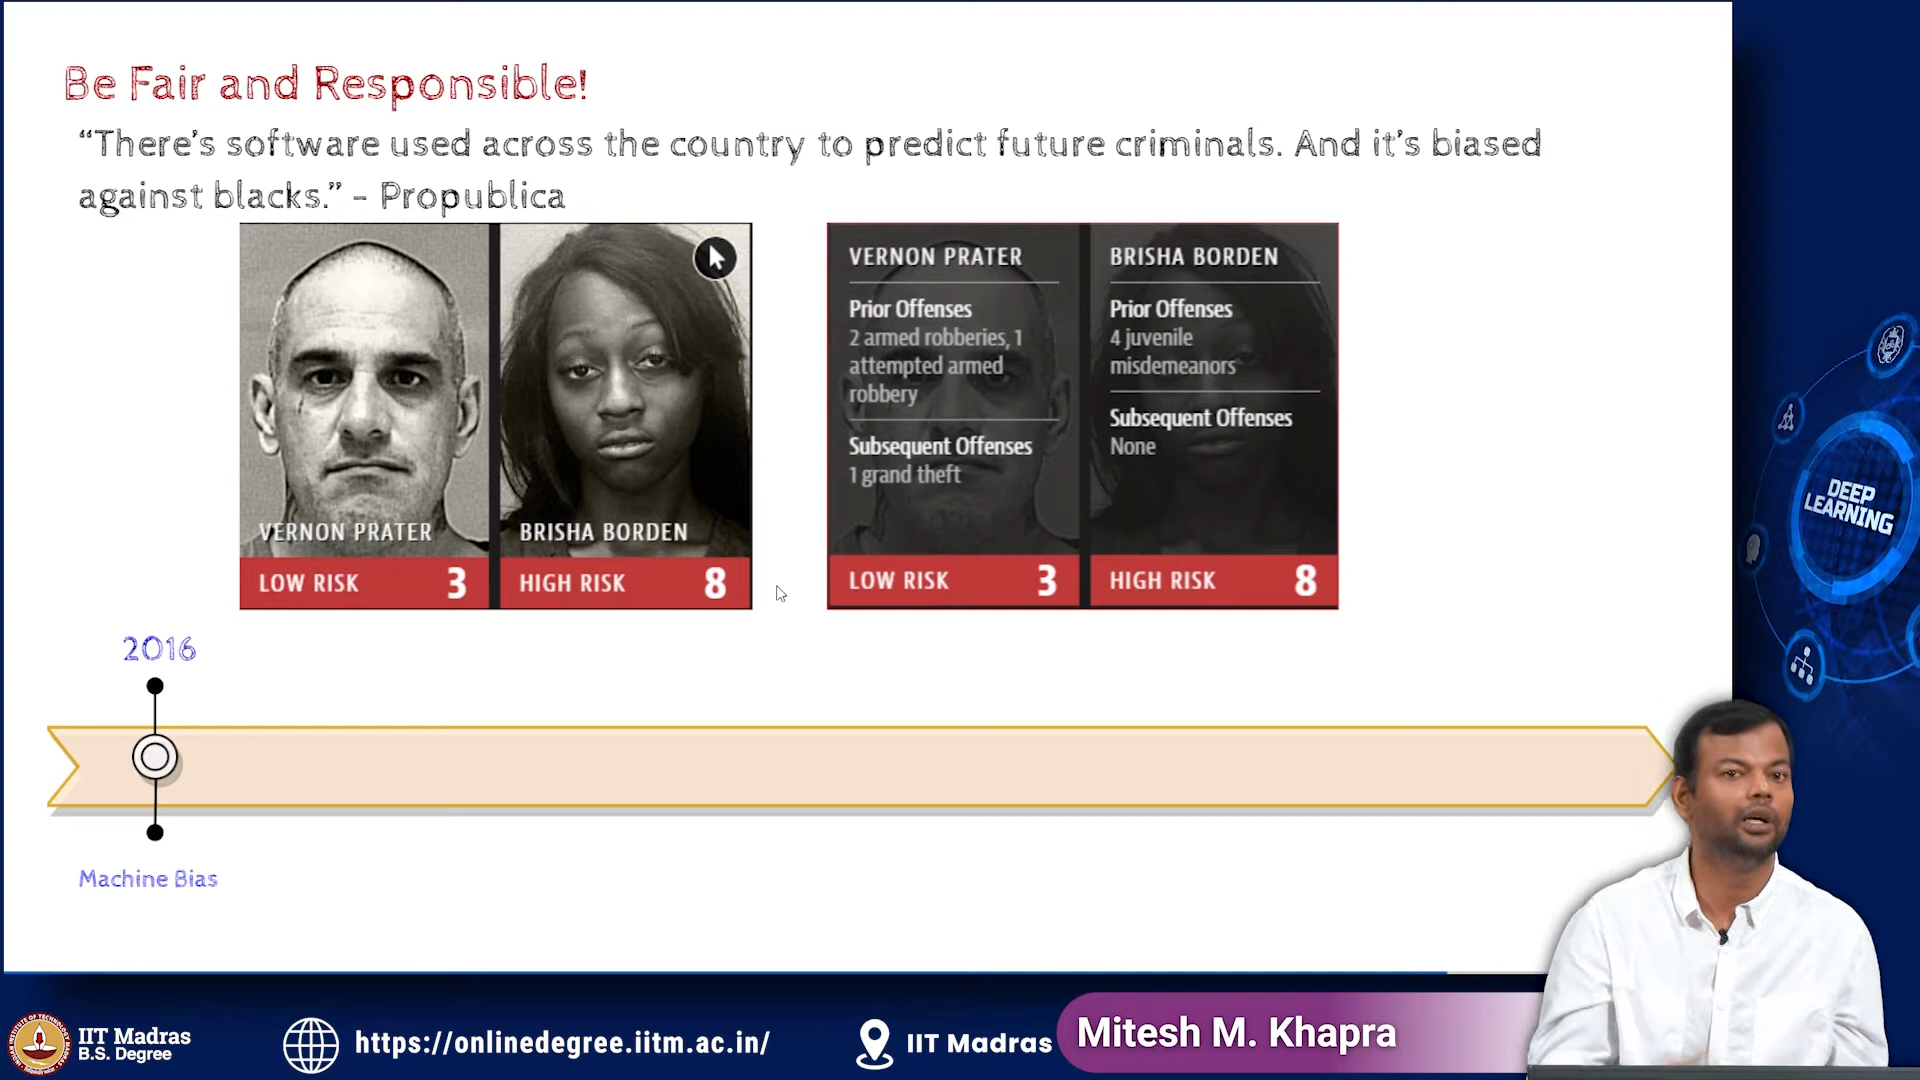 Be Fair and Responsible!
“There’s software used across the country to predict future criminals. And it’s biased
against blacks.” - Propublica
VERNON PRATER
LOW RISK 3
BRISHA BORDEN
HIGH RISK 8
VERNON PRATER
Prior Offenses
2 armed robberies, 1
attempted armed
robbery
Subsequent Offenses
1 grand theft
LOW RISK 3
BRISHA BORDEN
Prior Offenses
4 juvenile
misdemeanors
Subsequent Offenses
None
HIGH RISK 8
2016
Machine Bias
DEEP
LEARNING
IIT Madras
B.S. Degree
https://onlinedegree.iitm.ac.in/
IIT Madras
Mitesh M. Khapra